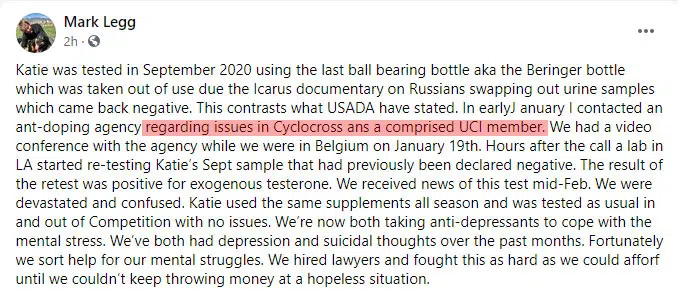 Mark Legg
2h ·
Katie was tested in September 2020 using the last ball bearing bottle aka the Beringer bottle
which was taken out of use due the Icarus documentary on Russians swapping out urine samples
which came back negative. This contrasts what USADA have stated. In earlyJ anuary I contacted an
ant-doping agency regarding issues in Cyclocross ans a comprised UCI member. We had a video
conference with the agency while we were in Belgium on January 19th. Hours after the call a lab in
LA started re-testing Katie's Sept sample that had previously been declared negative. The result of
the retest was positive for exogenous testerone. We received news of this test mid-Feb. We were
devastated and confused. Katie used the same supplements all season and was tested as usual in
and out of Competition with no issues. We're now both taking anti-depressants to cope with the
mental stress. We've both had depression and suicidal thoughts over the past months. Fortunately
we sort help for our mental struggles. We hired lawyers and fought this as hard as we could afforf
until we couldn't keep throwing money at a hopeless situation.